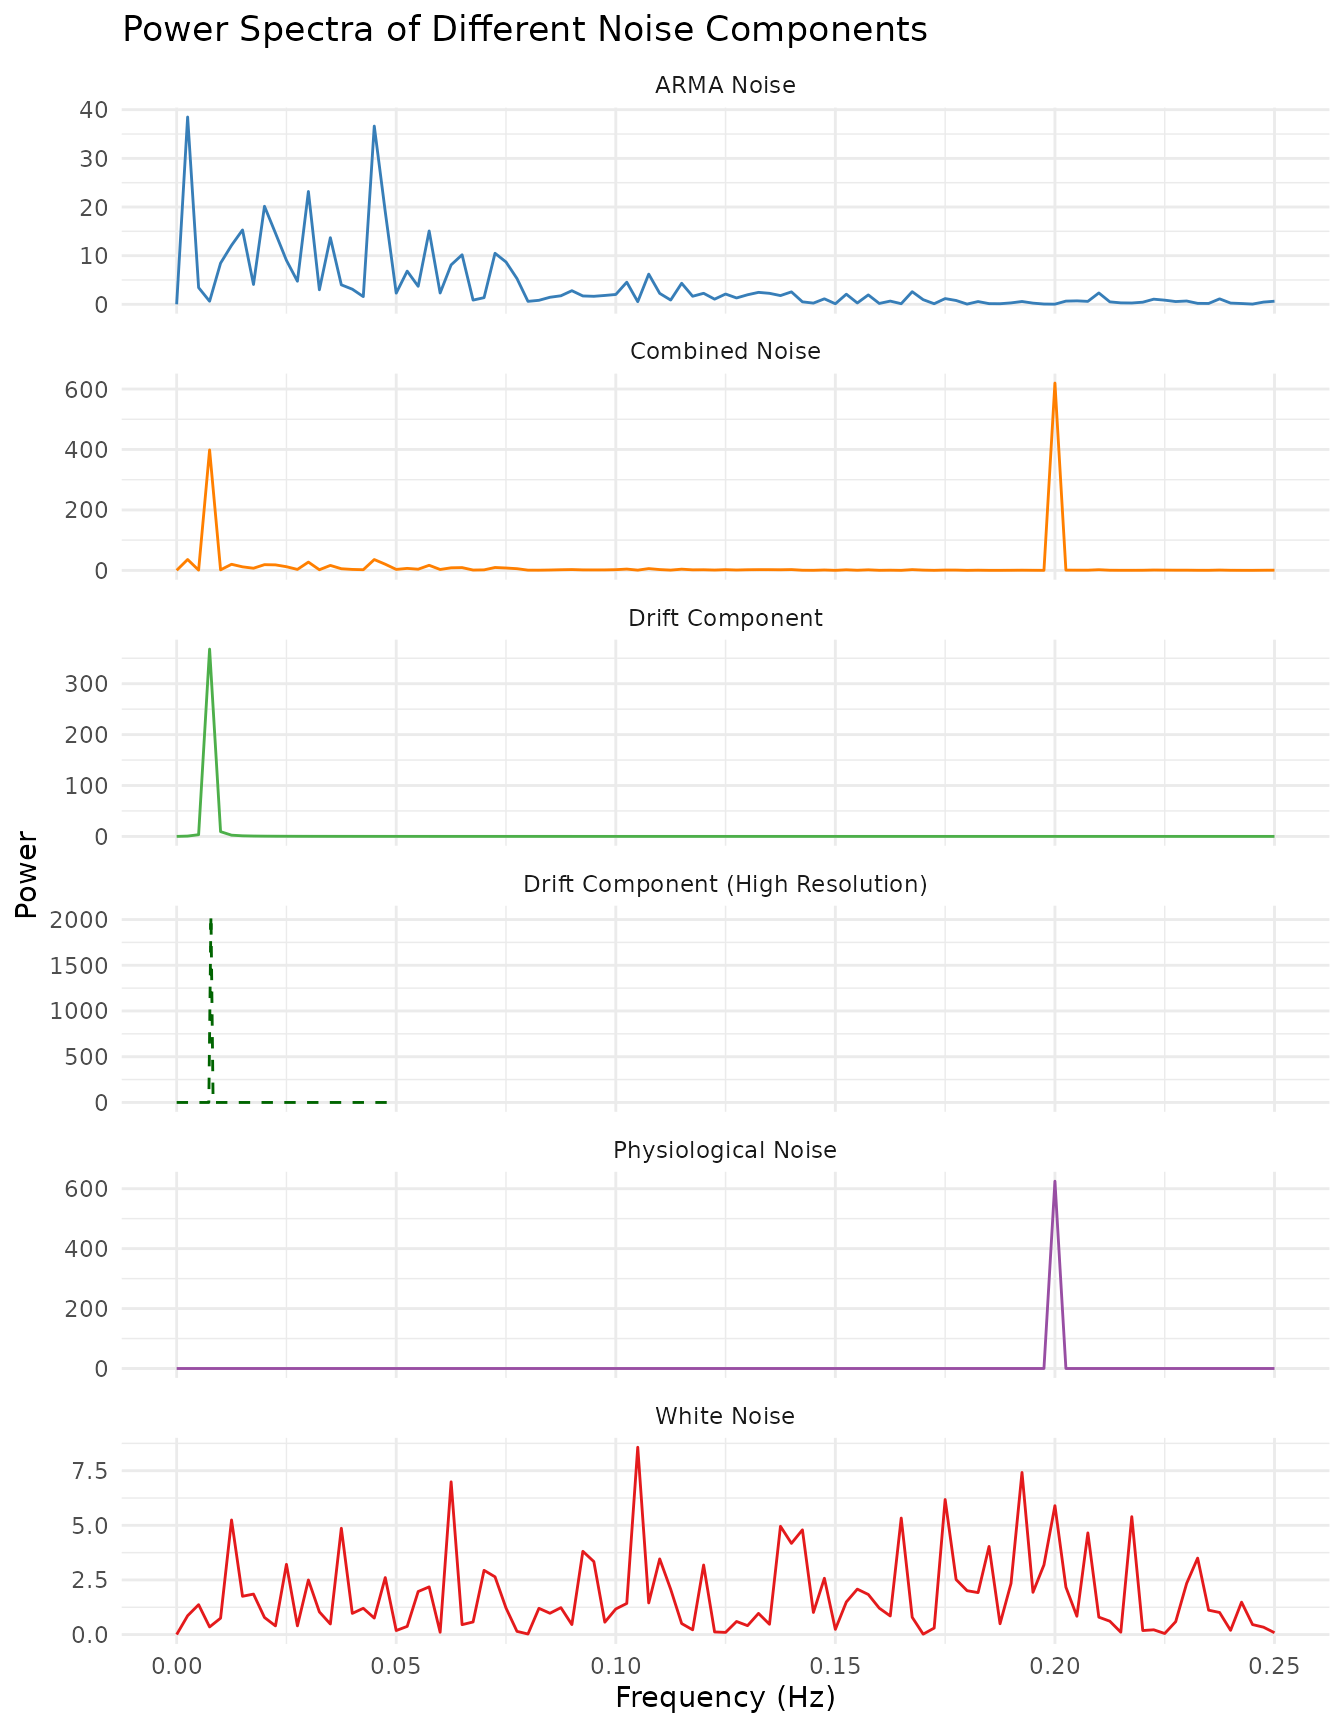 Power Spectra of Different Noise Components
ARMA Noise
40
30
20
10
0
Combined Noise
600
400
200
0
Drift Component
300
200
100
0
Drift Component (High Resolution)
2000
1500
1000
500
0
Physiological Noise
600
400
200
0
White Noise
7.5
5.0
2.5
0.0
0.00 0.05 0.10 0.15 0.20 0.25
Frequency (Hz)
Power